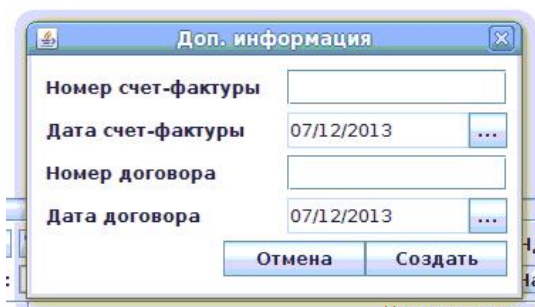 Доп. информация
Номер счет-фактуры
Дата счет-фактуры 07/12/2013 ...
Номер договора
Дата договора 07/12/2013 ...
Отмена Создать